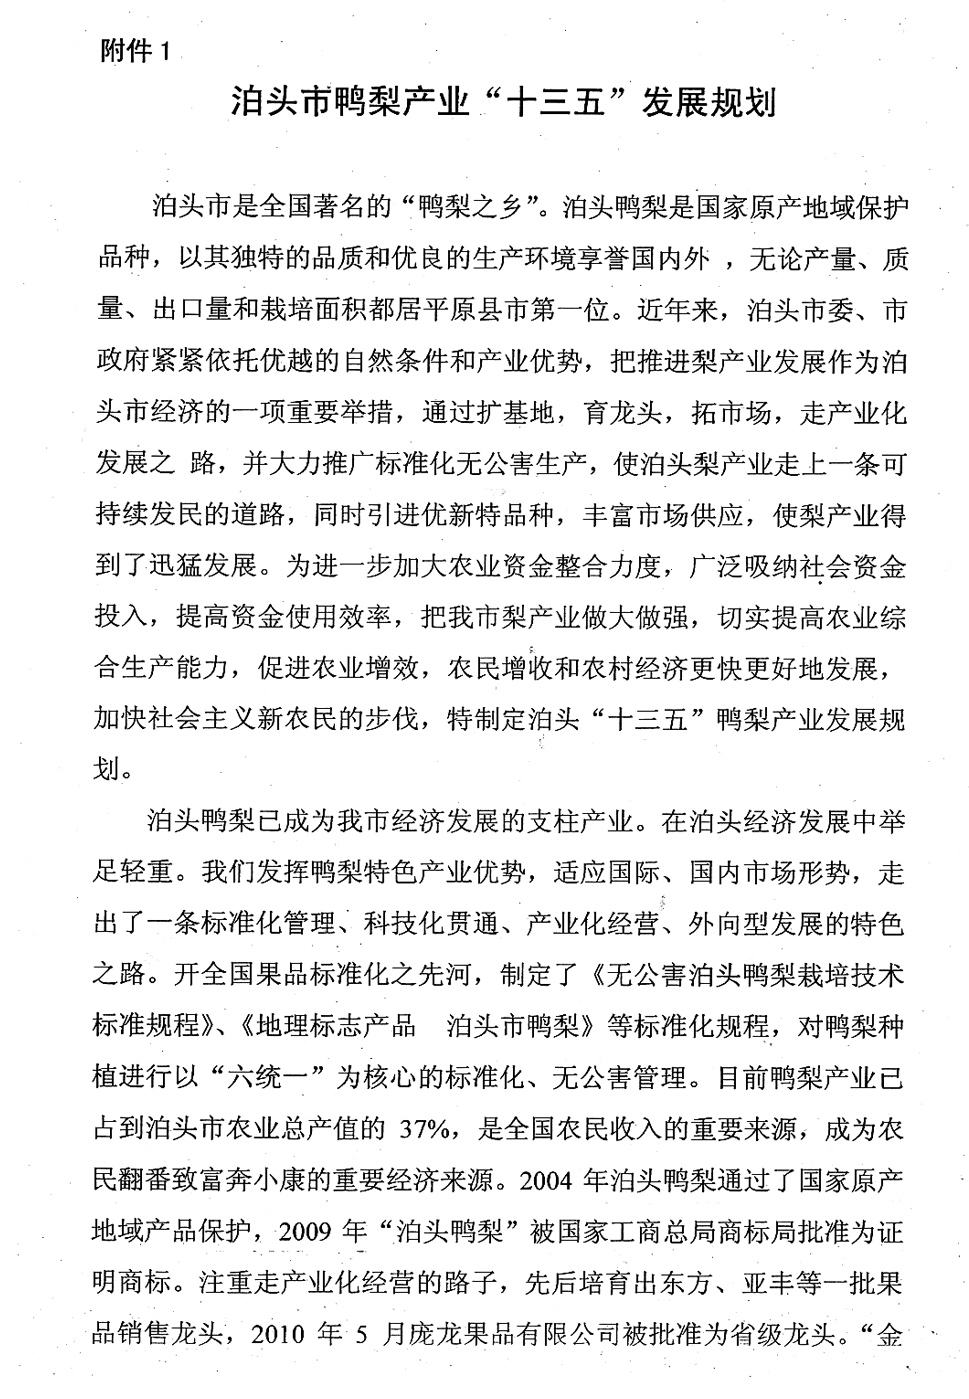 附件 1
泊头市鸭梨产业“十三五”发展规划
泊头市是全国著名的“鸭梨之乡”。泊头鸭梨是国家原产地域保护
品种，以其独特的品质和优良的生产环境享誉国内外 ，无论产量、质
量、出口量和栽培面积都居平原县市第一位。近年来，泊头市委、市
政府紧紧依托优越的自然条件和产业优势，把推进梨产业发展作为泊
头市经济的一项重要举措，通过扩基地，育龙头，拓市场，走产业化
发展之 路，并大力推广标准化无公害生产，使泊头梨产业走上一条可
持续发民的道路，同时引进优新特品种，丰富市场供应，使梨产业得
到了迅猛发展。为进一步加大农业资金整合力度，广泛吸纳社会资金
投入，提高资金使用效率，把我市梨产业做大做强，切实提高农业综
合生产能力，促进农业增效，农民增收和农村经济更快更好地发展，
加快社会主义新农民的步伐，特制定泊头“十三五”鸭梨产业发展规
划。
泊头鸭梨已成为我市经济发展的支柱产业。在泊头经济发展中举
足轻重。我们发挥鸭梨特色产业优势，适应国际、国内市场形势，走
出了一条标准化管理、科技化贯通、产业化经营、外向型发展的特色
之路。开全国果品标准化之先河，制定了《无公害泊头鸭梨栽培技术
标准规程》、《地理标志产品　泊头市鸭梨》等标准化规程，对鸭梨种
植进行以“六统一”为核心的标准化、无公害管理。目前鸭梨产业已
占到泊头市农业总产值的 37%，是全国农民收入的重要来源，成为农
民翻番致富奔小康的重要经济来源。2004 年泊头鸭梨通过了国家原产
地域产品保护，2009 年“泊头鸭梨”被国家工商总局商标局批准为证
明商标。注重走产业化经营的路子，先后培育出东方、亚丰等一批果
品销售龙头，2010 年 5 月庞龙果品有限公司被批准为省级龙头。“金